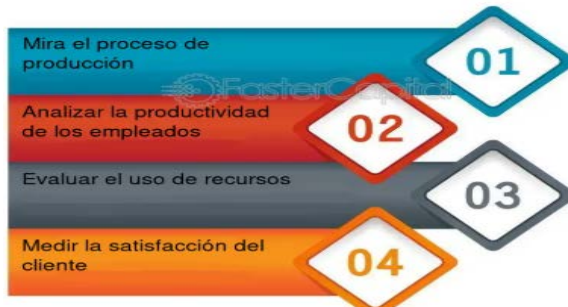 Mira el proceso de
producción
01
FasterCapital
Analizar la productividad
de los empleados
02
Evaluar el uso de recursos
03
Medir la satisfacción del
cliente
04